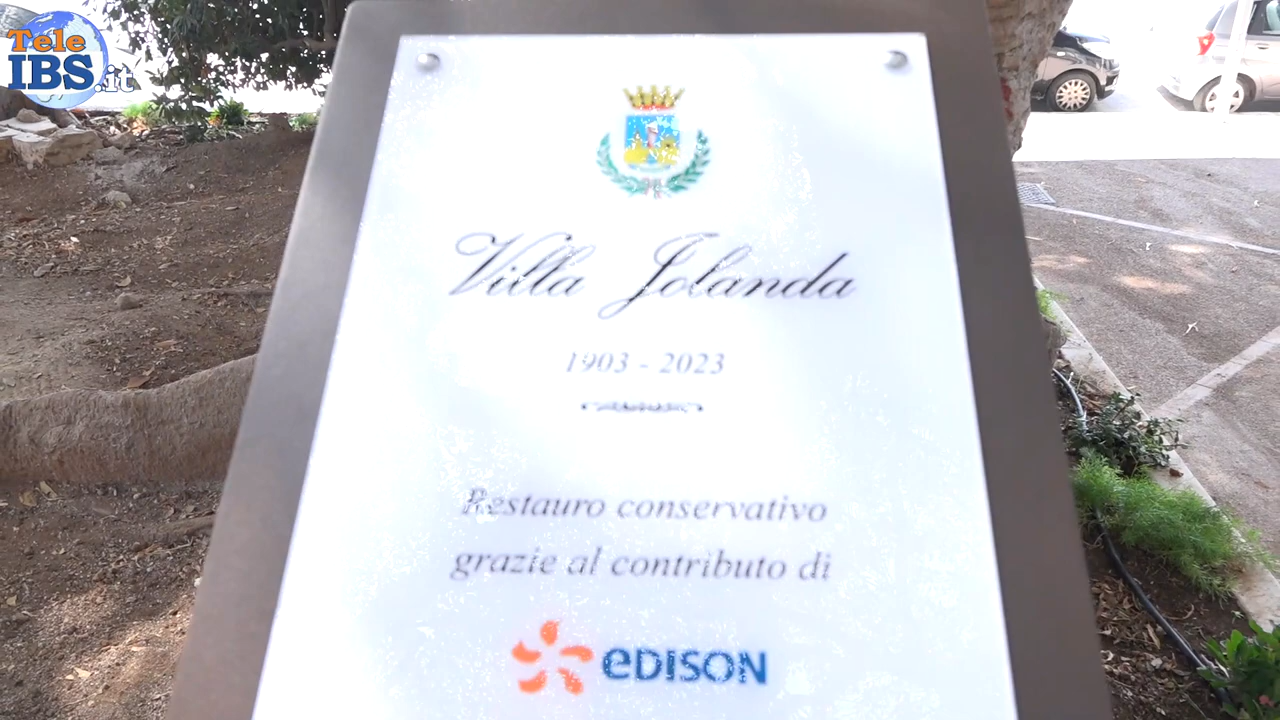 Tele
IBS.it
Villa Jolanda
1903 - 2023
Restauro conservativo
grazie al contributo di
eDISON